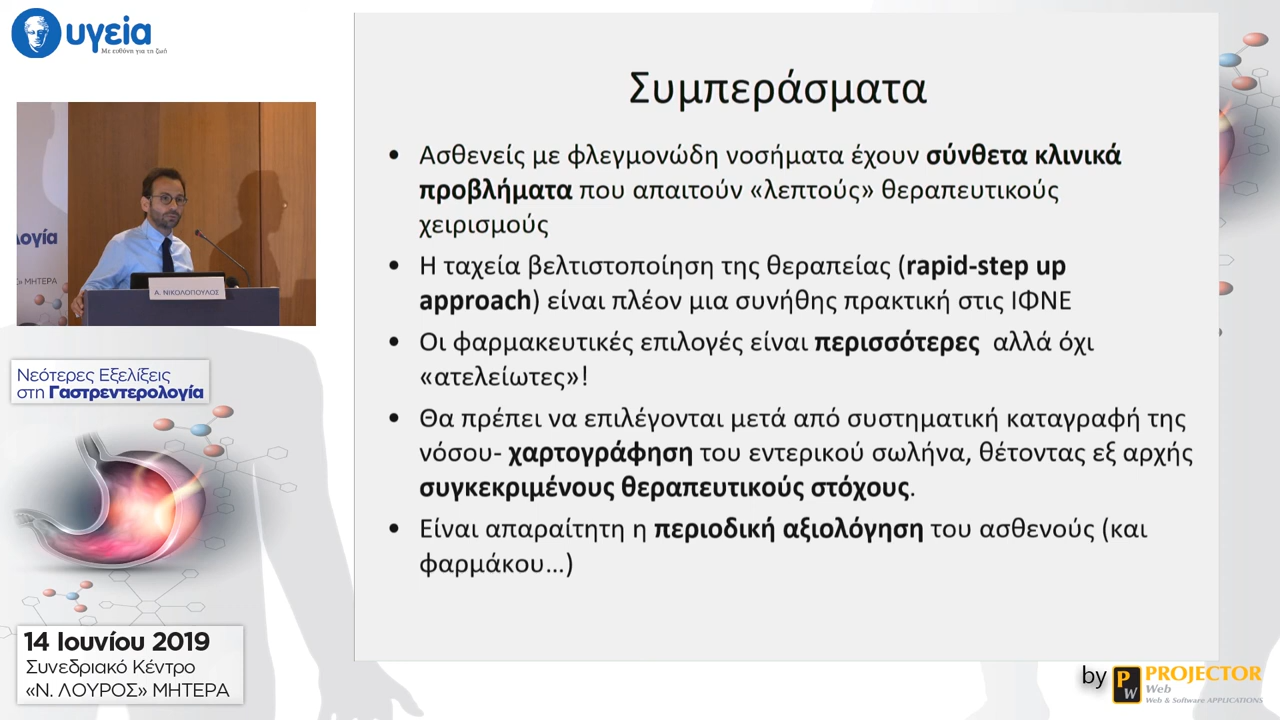 υγεία
Με ευθύνη για τη ζωή
λογία
» ΜΗΤΕΡΑ
Α. ΝΙΚΟΛΟΠΟΥΛΟΣ
Νεότερες Εξελίξεις
στη Γαστρεντερολογία
14 Ιουνίου 2019
Συνεδριακό Κέντρο
«Ν. ΛΟΥΡΟΣ» ΜΗΤΕΡΑ
Συμπεράσματα
• Ασθενείς με φλεγμονώδη νοσήματα έχουν σύνθετα κλινικά
προβλήματα που απαιτούν «λεπτούς» θεραπευτικούς
χειρισμούς
• Η ταχεία βελτιστοποίηση της θεραπείας (rapid-step up
approach) είναι πλέον μια συνήθης πρακτική στις ΙΦΝΕ
• Οι φαρμακευτικές επιλογές είναι περισσότερες αλλά όχι
«ατελείωτες»!
• Θα πρέπει να επιλέγονται μετά από συστηματική καταγραφή της
νόσου- χαρτογράφηση του εντερικού σωλήνα, θέτοντας εξ αρχής
συγκεκριμένους θεραπευτικούς στόχους.
• Είναι απαραίτητη η περιοδική αξιολόγηση του ασθενούς (και
φαρμάκου...)
by PW PROJECTOR
Web
Web & Software APPLICATIONS